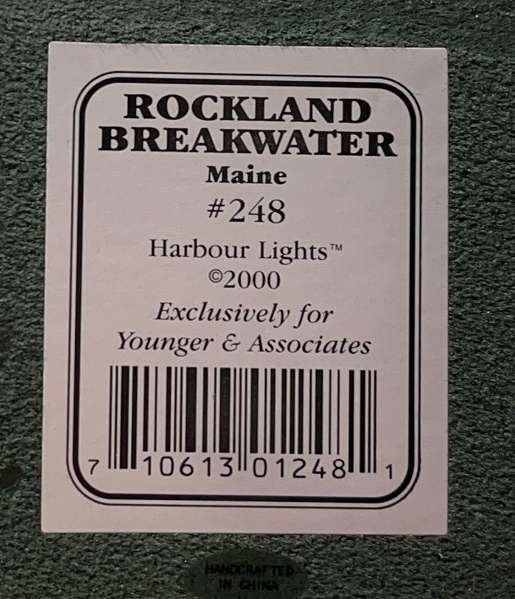 ROCKLAND
BREAKWATER
Maine
#248
Harbour Lights™
©2000
Exclusively for
Younger & Associates
7 10613 01248 1
HANDCRAFTED
IN CHINA